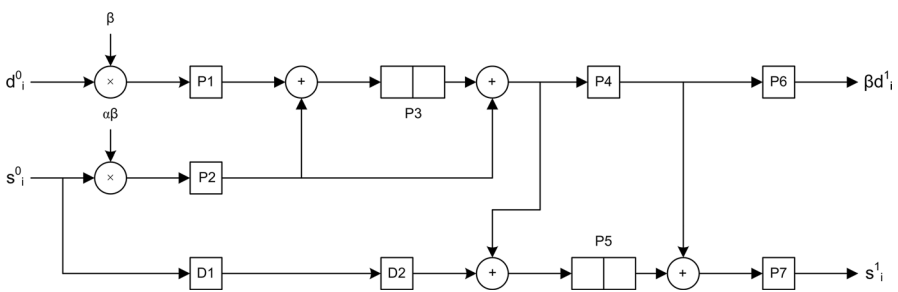 β
d⁰ᵢ × P1 + + P4 P6 βd¹ᵢ
P3
αβ
s⁰ᵢ × P2
P5
D1 D2 + + P7 s¹ᵢ